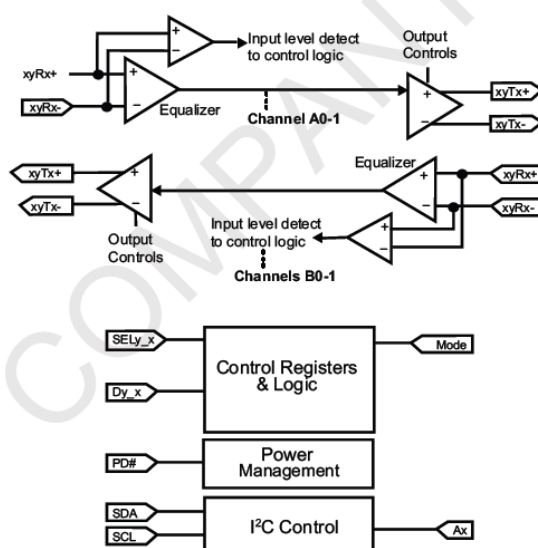 Input level detect
to control logic
Output
Controls
xyRx+
xyRx-
Equalizer
Channel A0-1
xyTx+
xyTx-
xyTx+
xyTx-
Equalizer
xyRx+
xyRx-
Output
Controls
Input level detect
to control logic
Channels B0-1
SELy_x
Dy_x
Control Registers
& Logic
Mode
PD#
Power
Management
SDA
SCL
I²C Control
Ax